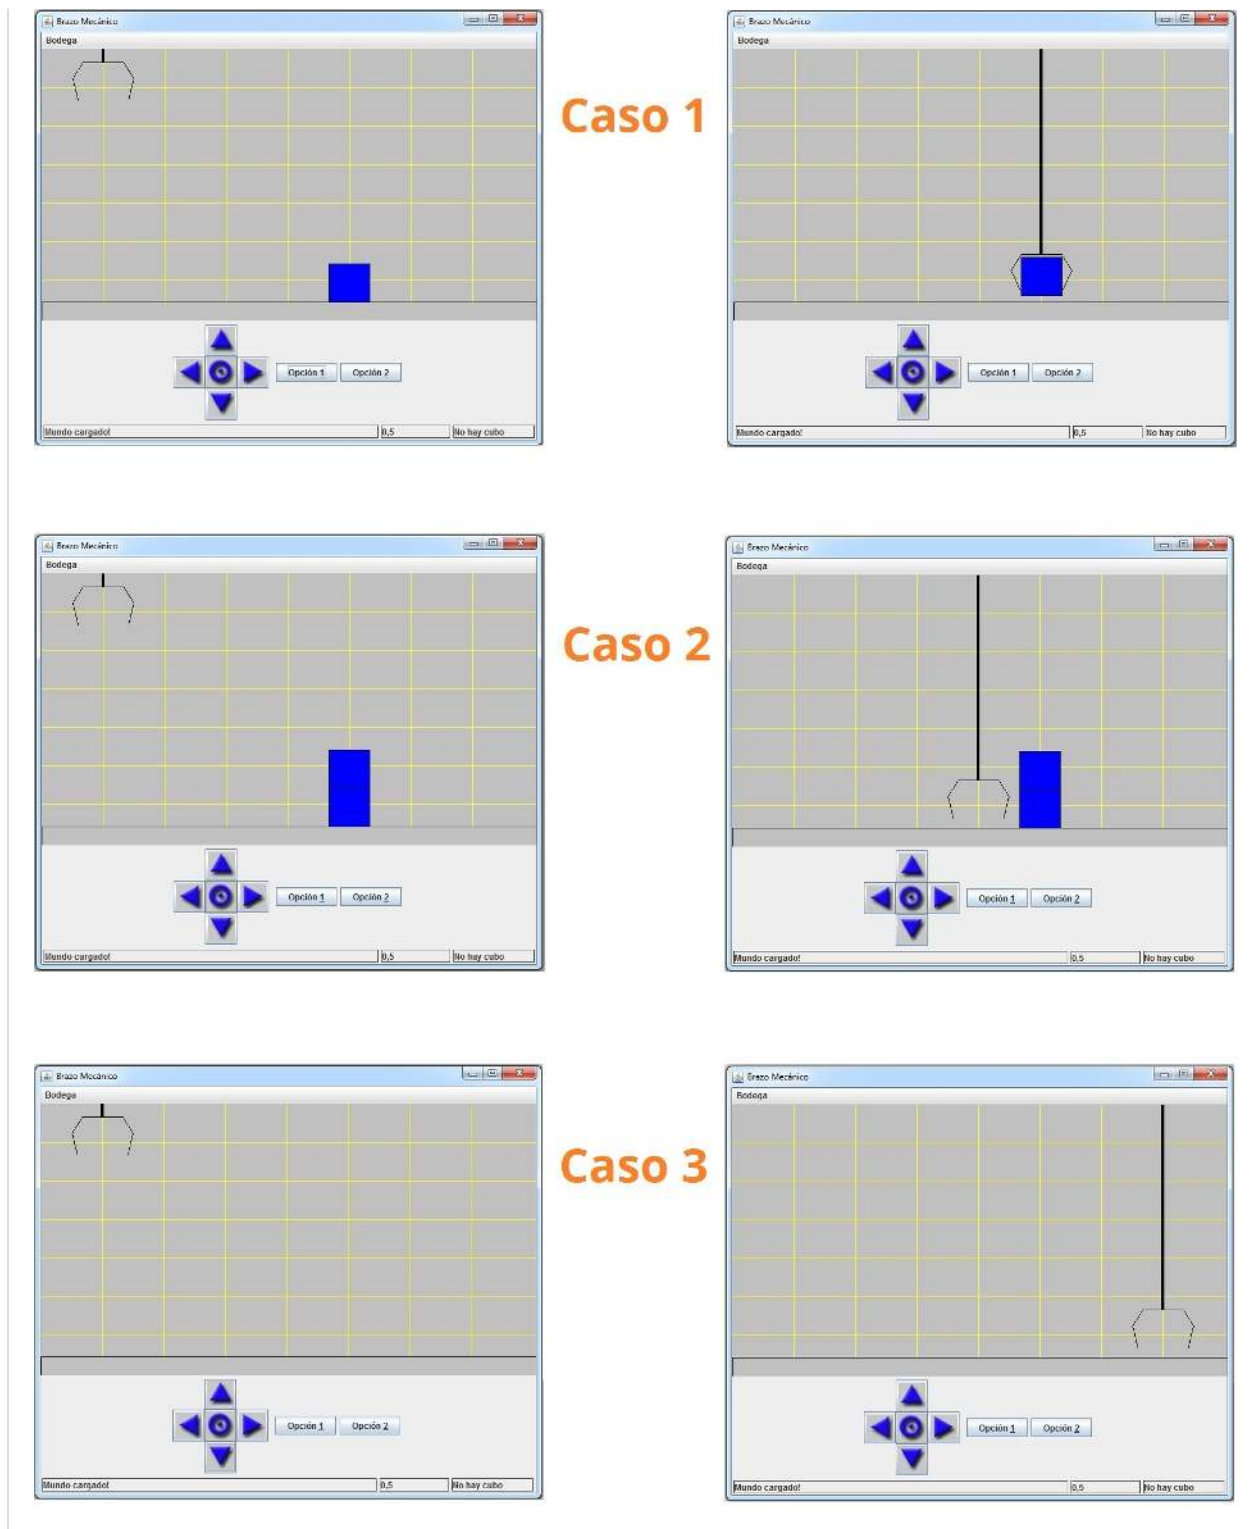 Brazo Mecánico
Bodega
Opción 1 Opción 2
Mundo cargado! 0,5 No hay cubo
Caso 1
Brazo Mecánico
Bodega
Opción 1 Opción 2
Mundo cargado! 0,5 No hay cubo
Brazo Mecánico
Bodega
Opción 1 Opción 2
Mundo cargado! 0,5 No hay cubo
Caso 2
Brazo Mecánico
Bodega
Opción 1 Opción 2
Mundo cargado! 0,5 No hay cubo
Brazo Mecánico
Bodega
Opción 1 Opción 2
Mundo cargado! 0,5 No hay cubo
Caso 3
Brazo Mecánico
Bodega
Opción 1 Opción 2
Mundo cargado! 0,5 No hay cubo